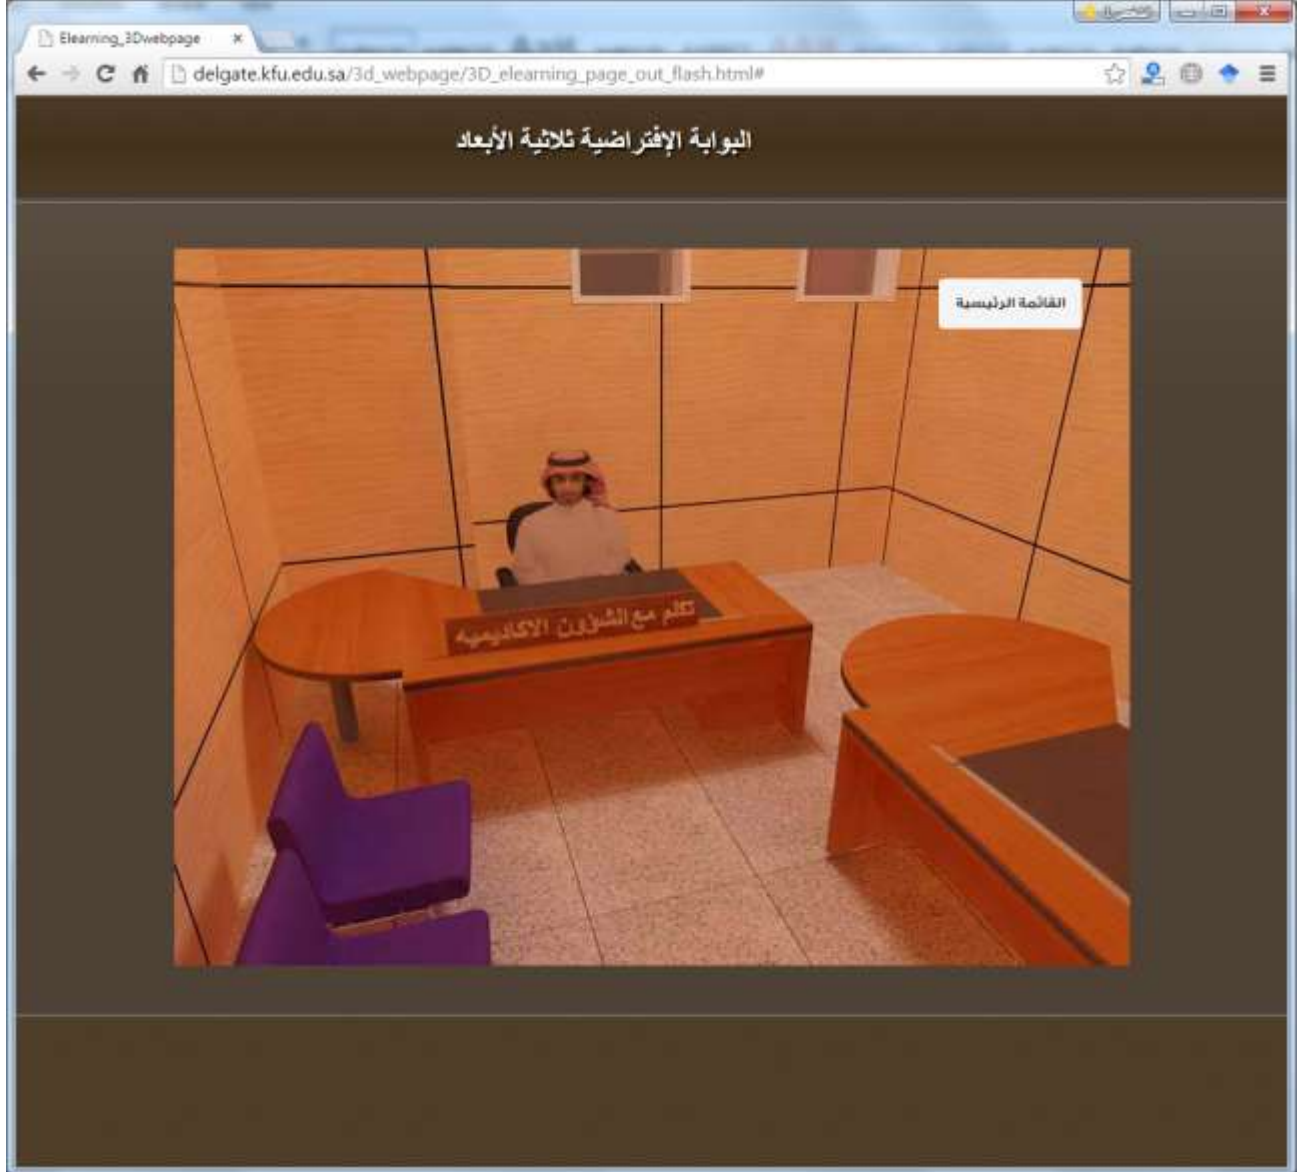 Elearning_3Dwebpage
delgate.kfu.edu.sa/3d_webpage/3D_elearning_page_out_flash.html#
البوابة الإفتراضية ثلاثية الأبعاد
القائمة الرئيسية
تكلم مع الشؤون الاكاديميه